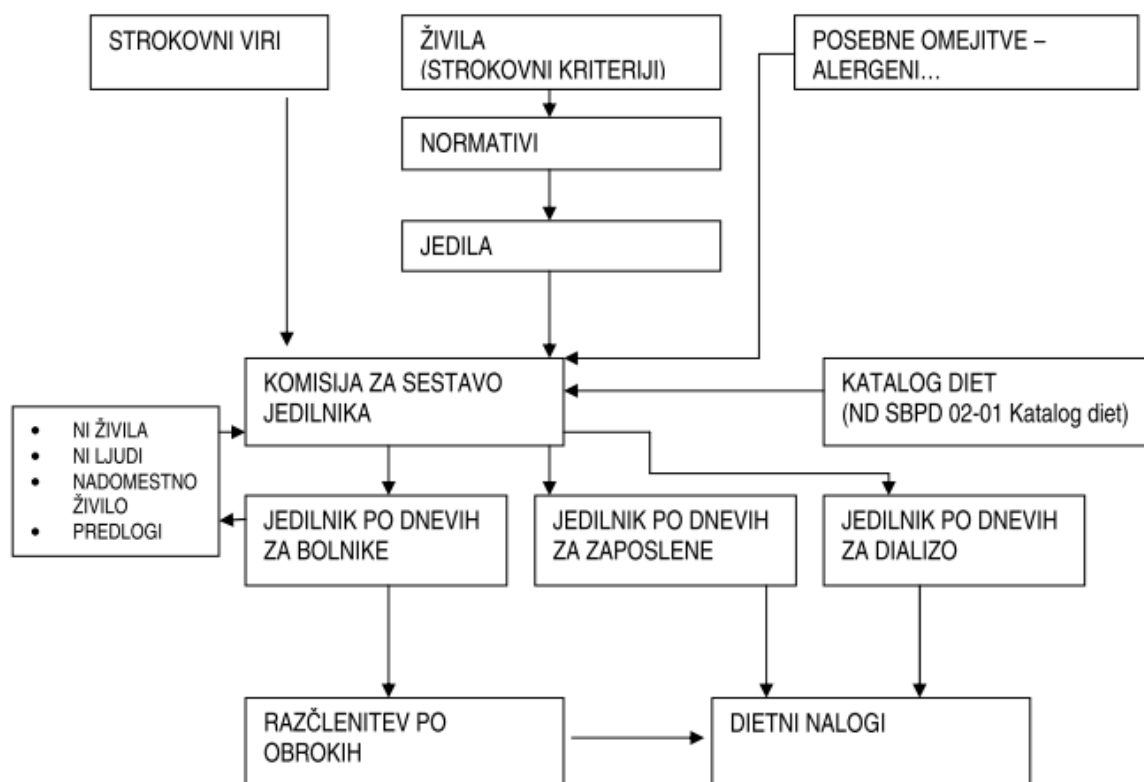 STROKOVNI VIRI
ŽIVILA
(STROKOVNI KRITERIJI)
POSEBNE OMEJITVE –
ALERGENI...
NORMATIVI
JEDILA
KOMISIJA ZA SESTAVO
JEDILNIKA
KATALOG DIET
(ND SBPD 02-01 Katalog diet)
• NI ŽIVILA
• NI LJUDI
• NADOMESTNO
ŽIVILO
• PREDLOGI
JEDILNIK PO DNEVIH
ZA BOLNIKE
JEDILNIK PO DNEVIH
ZA ZAPOSLENE
JEDILNIK PO DNEVIH
ZA DIALIZO
RAZČLENITEV PO
OBROKIH
DIETNI NALOGI